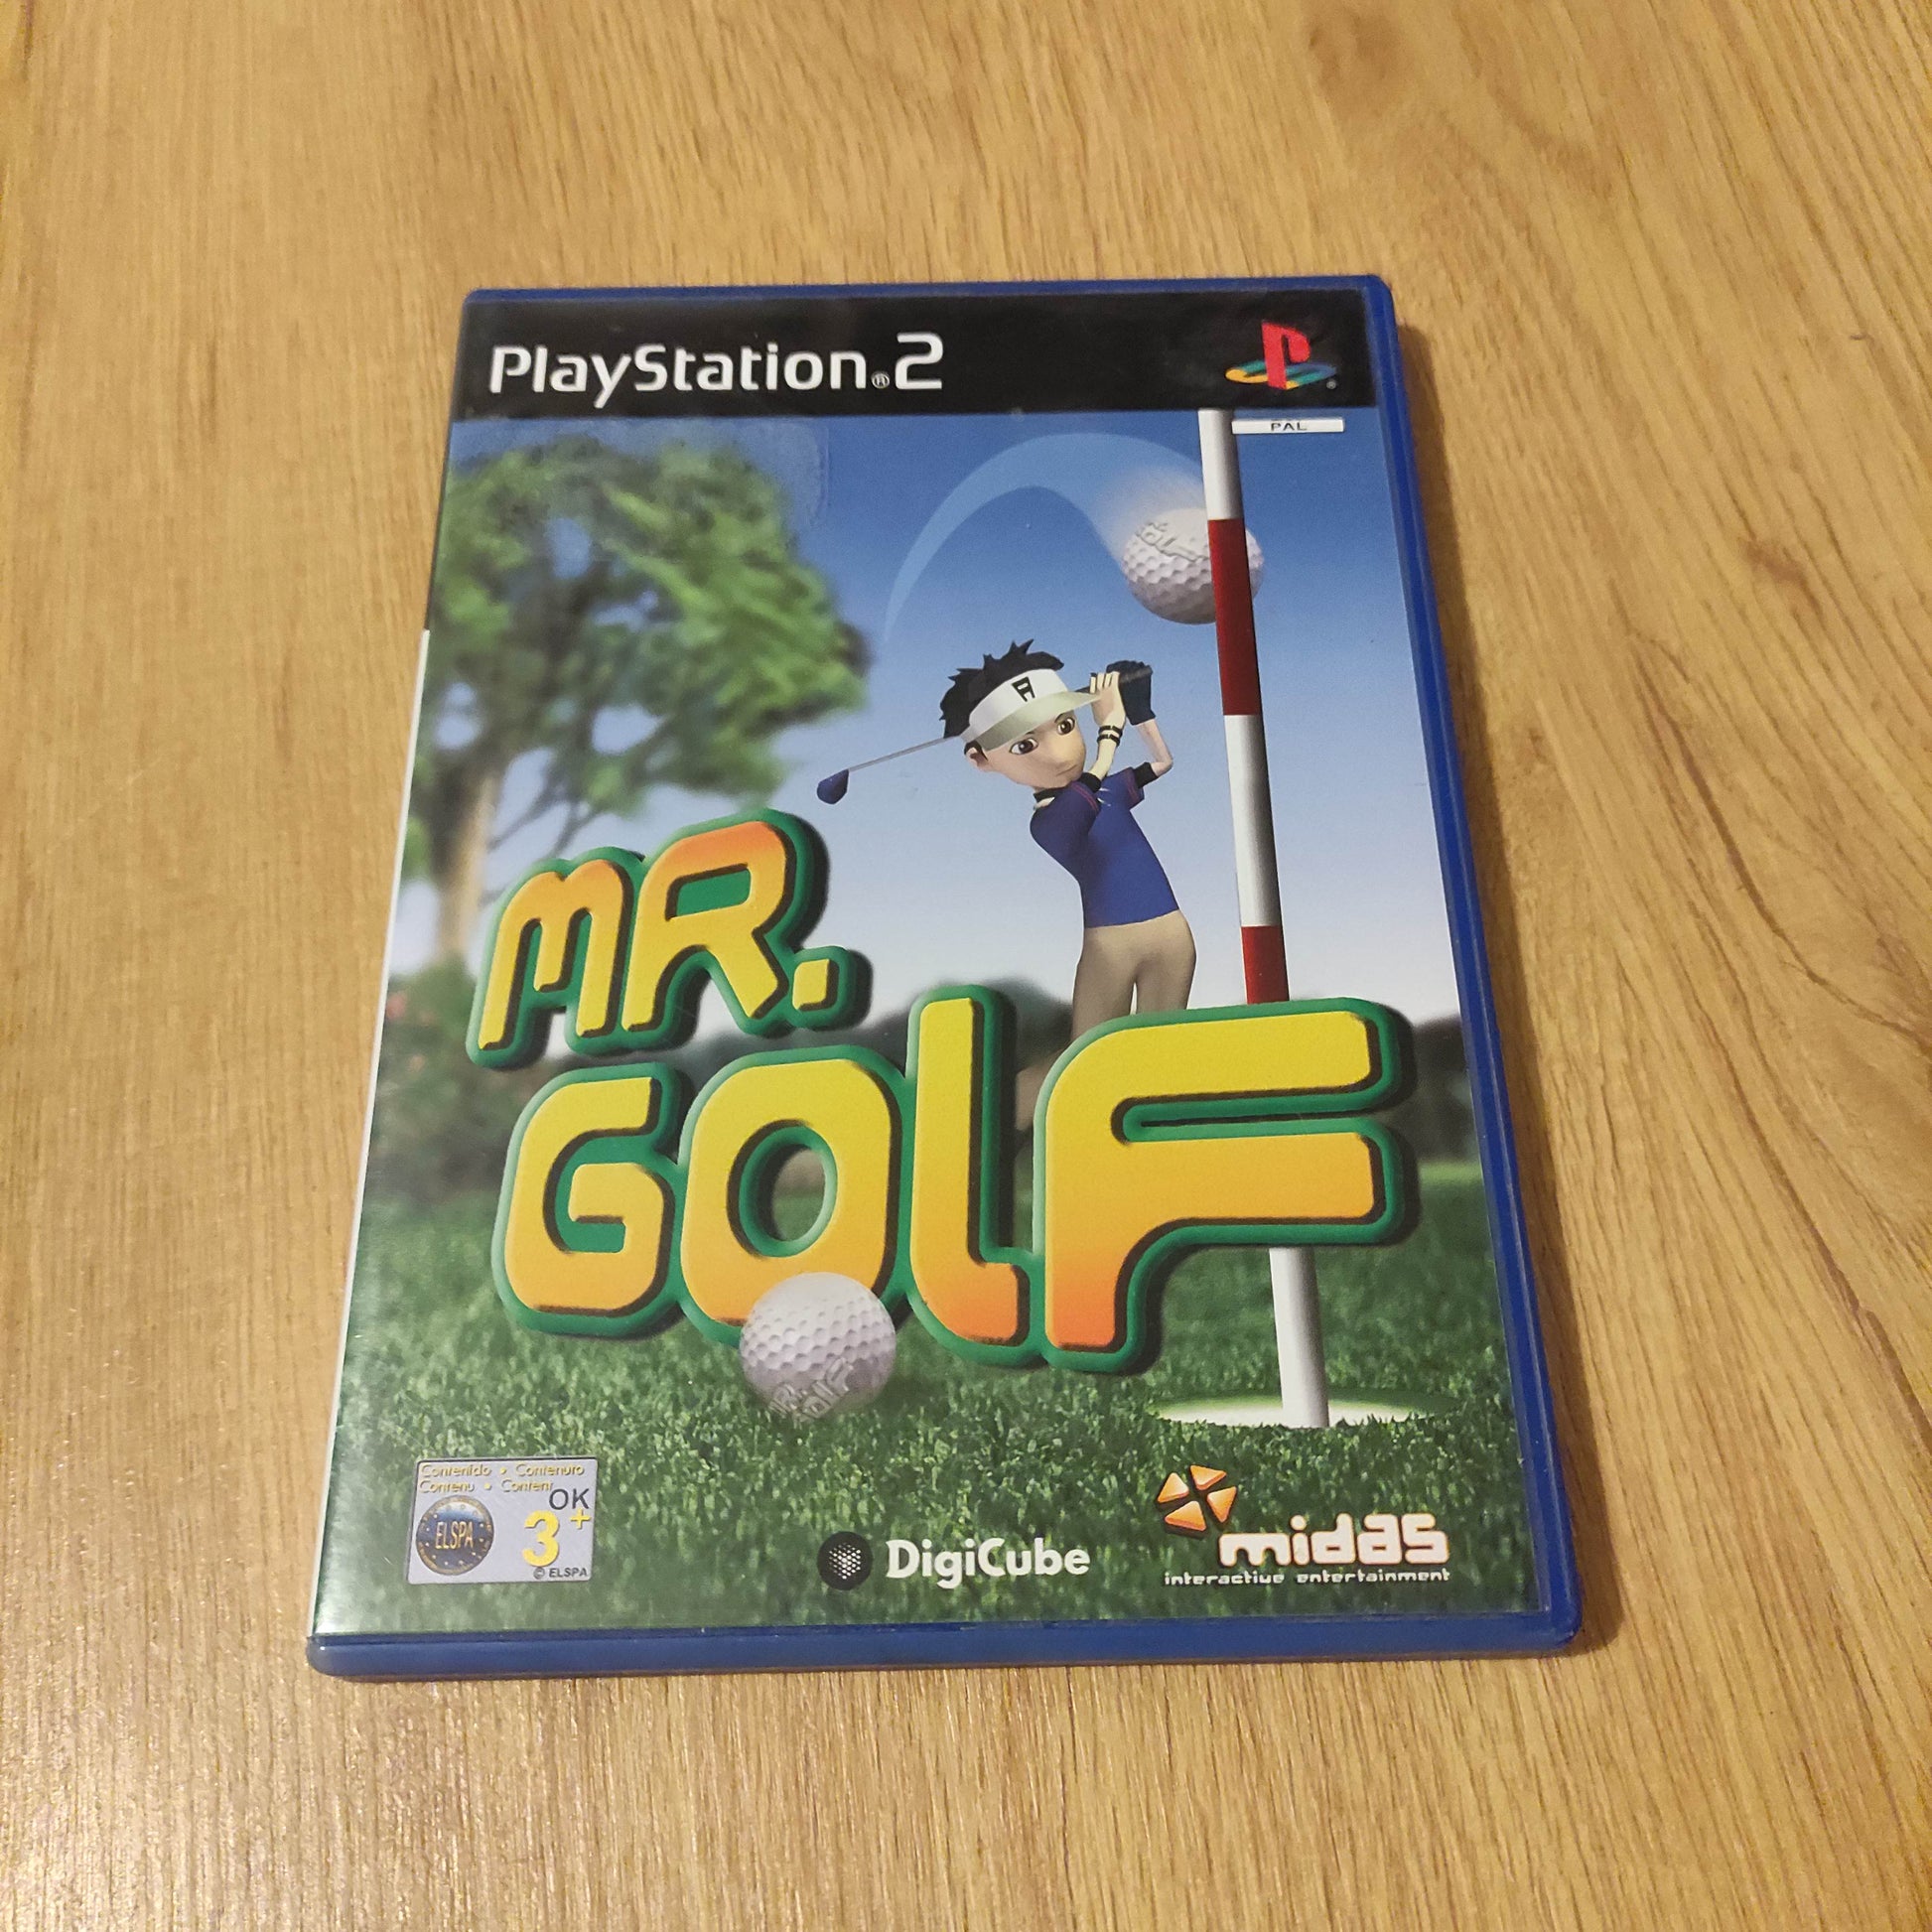 PlayStation®2
PAL
MR.
GOLF
Contenido • Contenuto
Contenu • Content
OK
ELSPA
3+
© ELSPA
DigiCube
midas
interactive entertainment